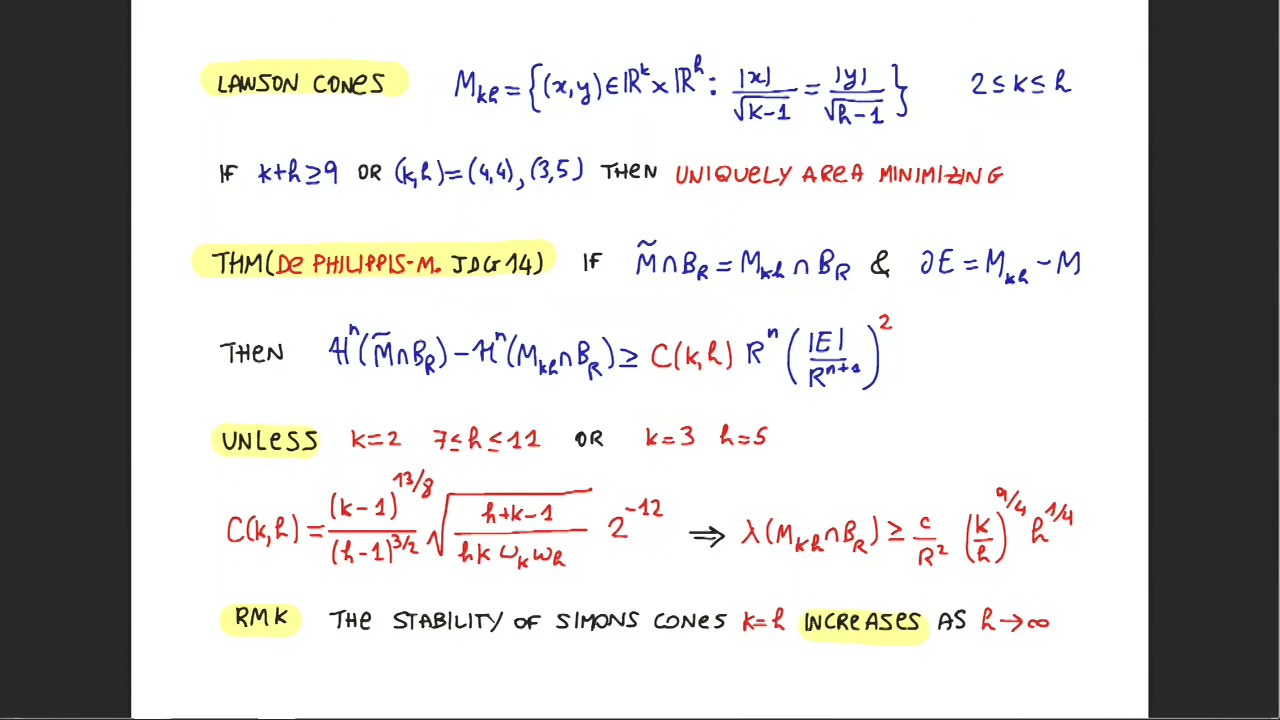 LAWSON CONES M_{kh} = {(x,y) ∈ ℝ^k × ℝ^h : |x|/√(k-1) = |y|/√(h-1)} 2 ≤ k ≤ h
IF k+h ≥ 9 OR (k,h) = (4,4), (3,5) THEN UNIQUELY AREA MINIMIZING
THM (DE PHILIPPIS-M. JDG 14) IF M̃ ∩ B_R = M_{kh} ∩ B_R & ∂E = M_{kh} - M
THEN ℋ^n(M̃ ∩ B_R) - ℋ^n(M_{kh} ∩ B_R) ≥ C(k,h) R^n (|E|/R^{n+1})^2
UNLESS k=2 7 ≤ h ≤ 11 OR k=3 h=5
C(k,h) = (k-1)^{13/8}/(h-1)^{3/2} √((h+k-1)/(hk ω_k ω_h)) 2^{-12} ⟹ λ(M_{kh} ∩ B_R) ≥ c/R^2 (k/h)^{9/4} h^{1/4}
RMK THE STABILITY OF SIMONS CONES k=h INCREASES AS h → ∞